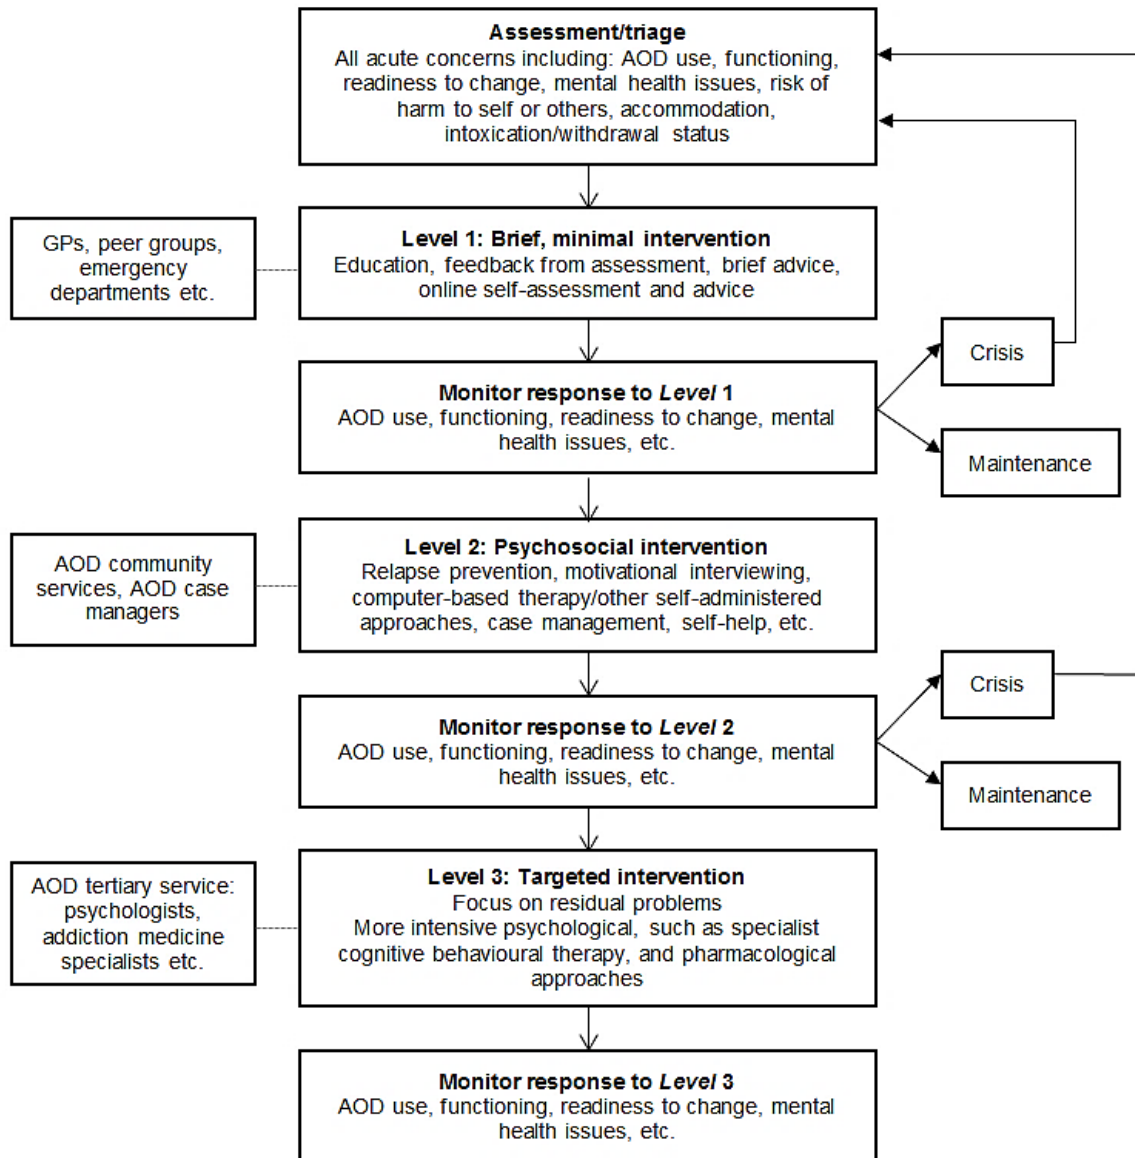 Assessment/triage
All acute concerns including: AOD use, functioning,
readiness to change, mental health issues, risk of
harm to self or others, accommodation,
intoxication/withdrawal status
GPs, peer groups,
emergency
departments etc.
Level 1: Brief, minimal intervention
Education, feedback from assessment, brief advice,
online self-assessment and advice
Monitor response to Level 1
AOD use, functioning, readiness to change, mental
health issues, etc.
Crisis
Maintenance
AOD community
services, AOD case
managers
Level 2: Psychosocial intervention
Relapse prevention, motivational interviewing,
computer-based therapy/other self-administered
approaches, case management, self-help, etc.
Monitor response to Level 2
AOD use, functioning, readiness to change, mental
health issues, etc.
Crisis
Maintenance
AOD tertiary service:
psychologists,
addiction medicine
specialists etc.
Level 3: Targeted intervention
Focus on residual problems
More intensive psychological, such as specialist
cognitive behavioural therapy, and pharmacological
approaches
Monitor response to Level 3
AOD use, functioning, readiness to change, mental
health issues, etc.